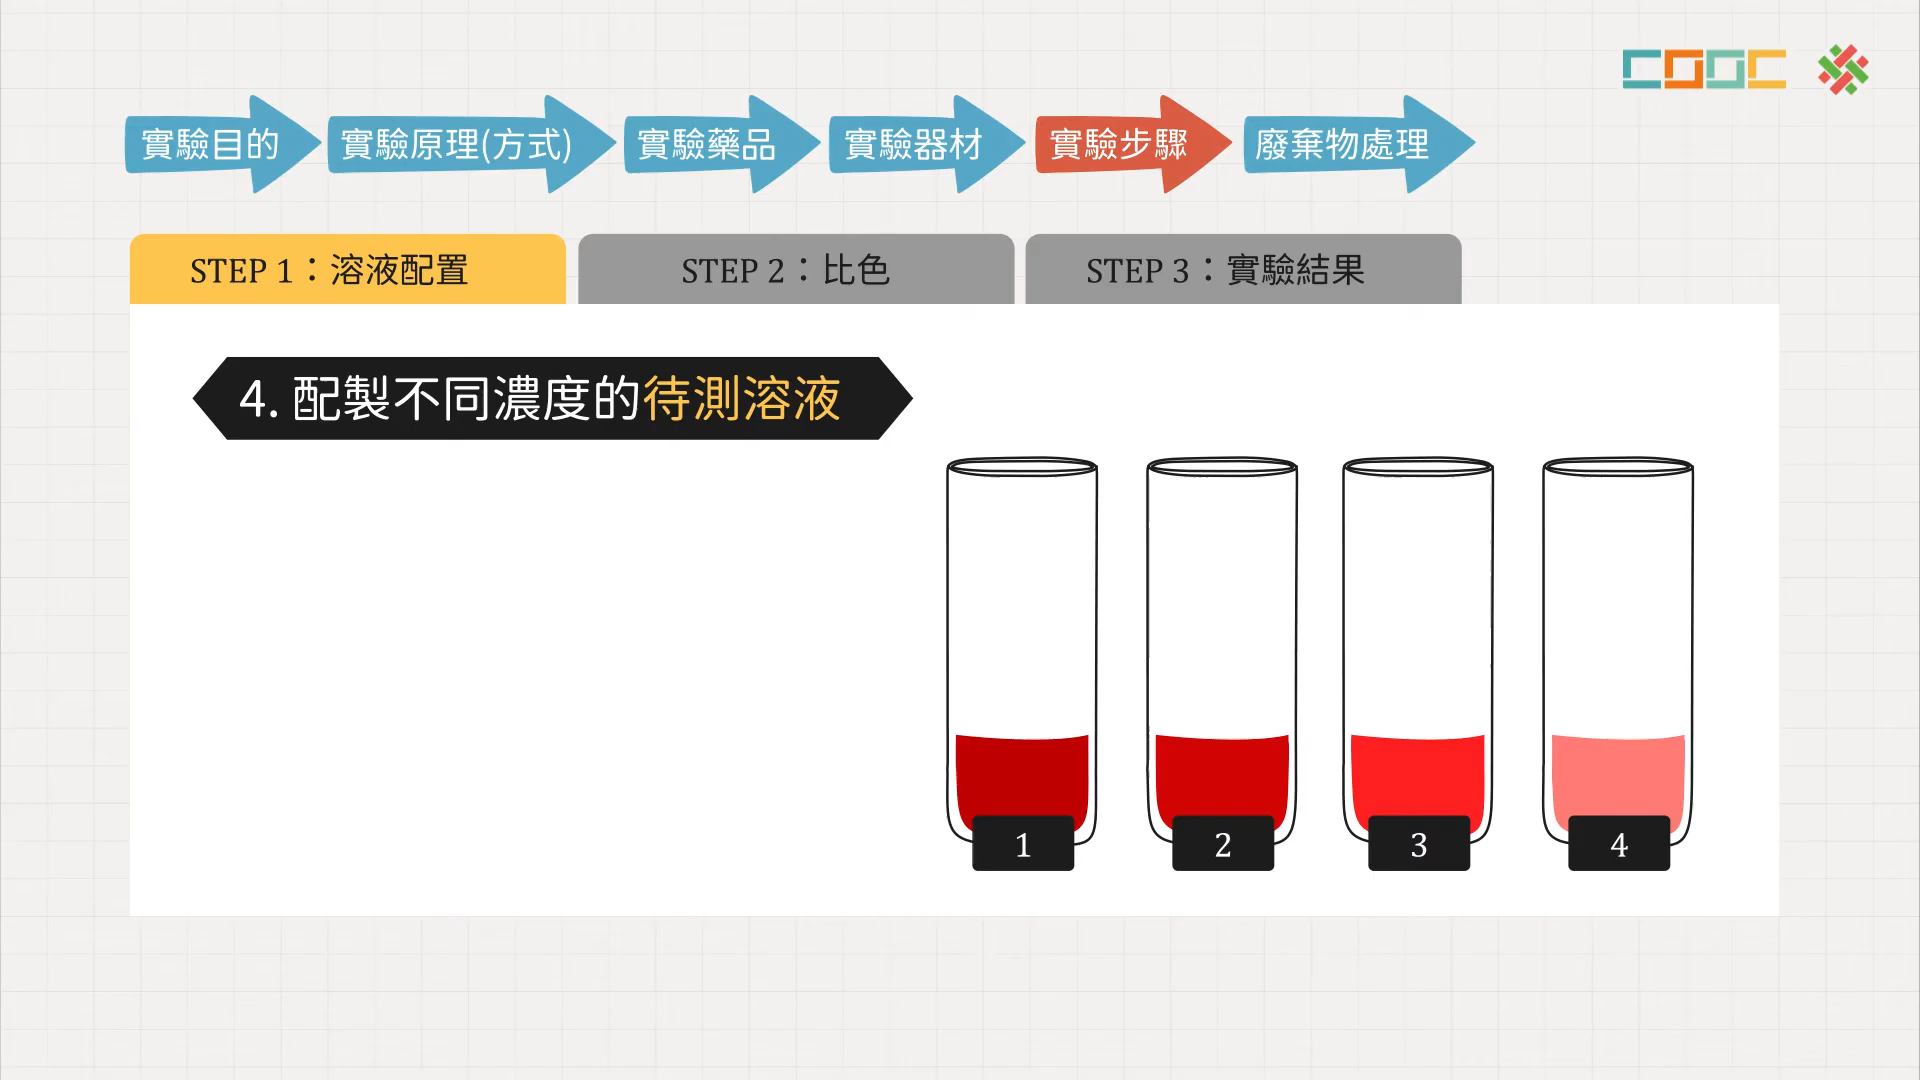 COOC
實驗目的
實驗原理(方式)
實驗藥品
實驗器材
實驗步驟
廢棄物處理
STEP 1：溶液配置
STEP 2：比色
STEP 3：實驗結果
4. 配製不同濃度的待測溶液
1
2
3
4